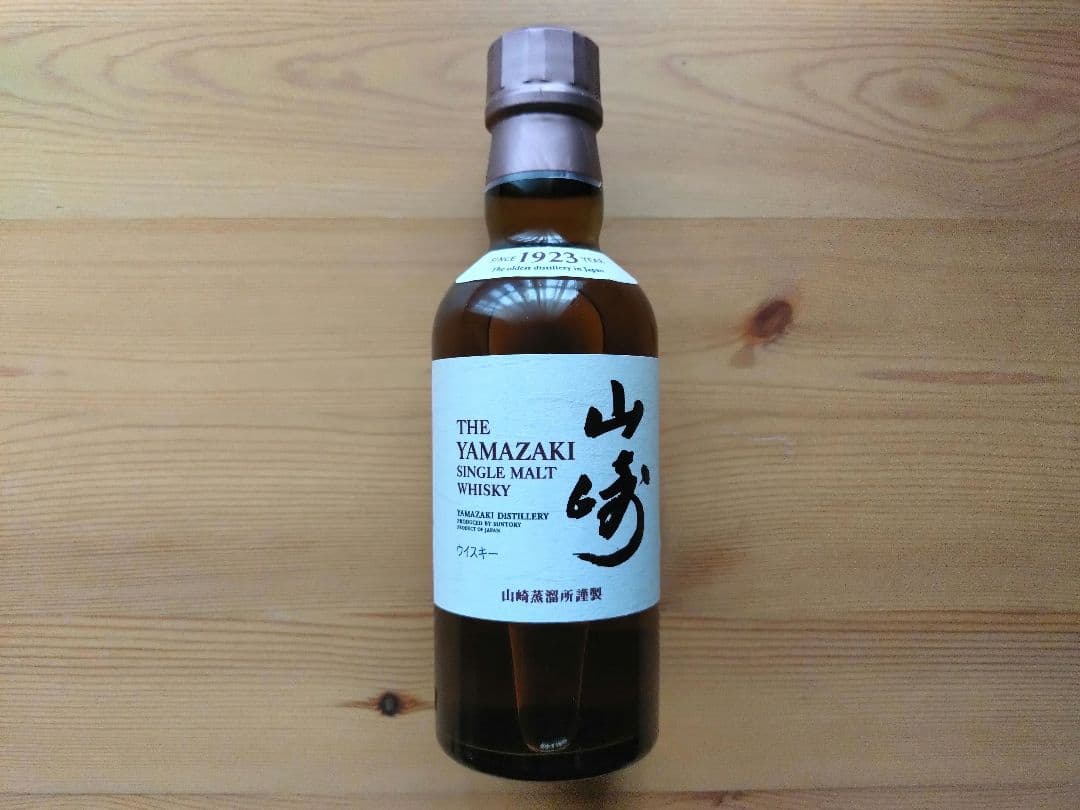 SINCE 1923 YEAR
The oldest distillery in Japan
THE
YAMAZAKI
SINGLE MALT
WHISKY
YAMAZAKI DISTILLERY
PRODUCED BY SUNTORY
PRODUCT OF JAPAN
ウイスキー
山崎
山崎蒸溜所謹製